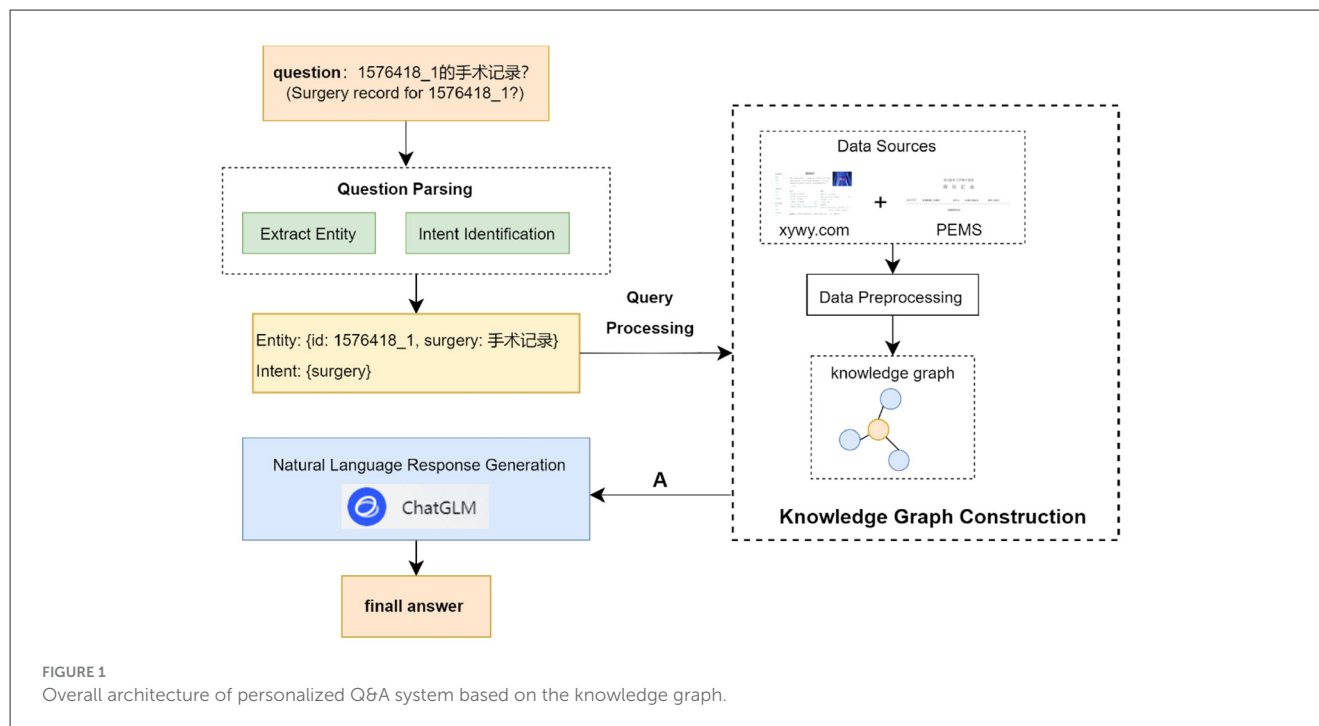 question：1576418_1的手术记录?
(Surgery record for 1576418_1?)
Question Parsing
Extract Entity
Intent Identification
Entity: {id: 1576418_1, surgery: 手术记录}
Intent: {surgery}
Query
Processing
Data Sources
+
xywy.com
PEMS
Data Preprocessing
knowledge graph
Knowledge Graph Construction
A
Natural Language Response Generation
ChatGLM
finall answer
FIGURE 1
Overall architecture of personalized Q&A system based on the knowledge graph.